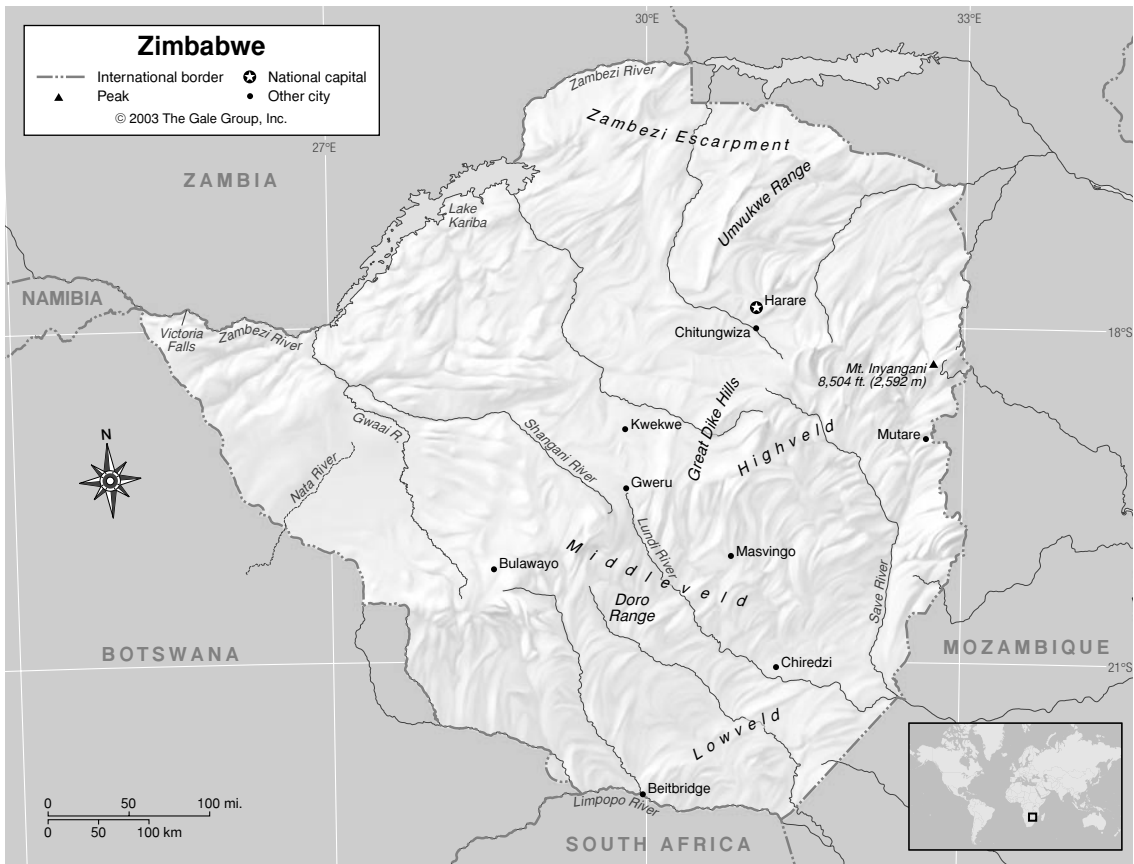 Zimbabwe
International border
National capital
Peak
Other city
© 2003 The Gale Group, Inc.
30°E
33°E
27°E
Zambezi River
Zambezi Escarpment
ZAMBIA
Umvukwe Range
Lake
Kariba
NAMIBIA
Harare
Victoria
Falls
Zambezi River
Chitungwiza
18°S
Mt. Inyangani
8,504 ft. (2,592 m)
Great Dike Hills
Gwaai R.
Shangani River
Kwekwe
Highveld
Mutare
N
Nata River
Gweru
Lundi River
Middleveld
Masvingo
Bulawayo
Doro
Range
Save River
BOTSWANA
MOZAMBIQUE
Chiredzi
21°S
Lowveld
Beitbridge
Limpopo River
0 50 100 mi.
0 50 100 km
SOUTH AFRICA